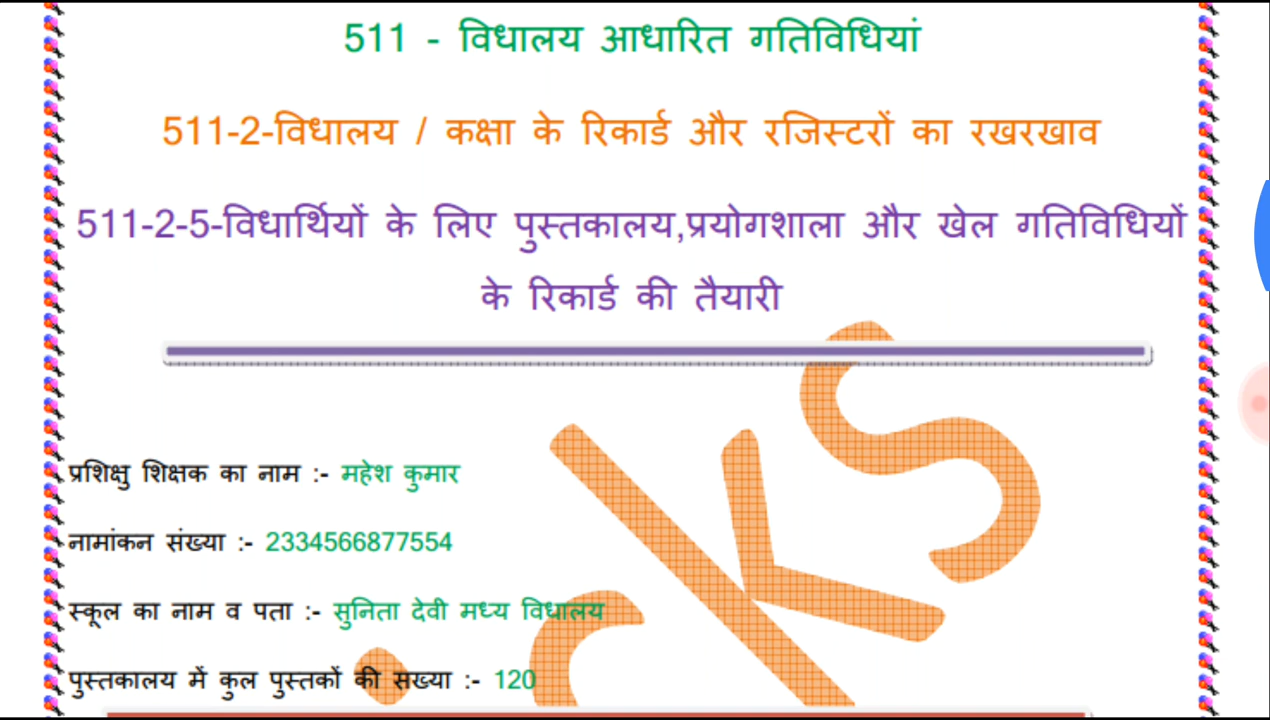 511 - विधालय आधारित गतिविधियां
511-2-विधालय / कक्षा के रिकार्ड और रजिस्टरों का रखरखाव
511-2-5-विधार्थियों के लिए पुस्तकालय,प्रयोगशाला और खेल गतिविधियों
के रिकार्ड की तैयारी
प्रशिक्षु शिक्षक का नाम :- महेश कुमार
नामांकन संख्या :- 2334566877554
स्कूल का नाम व पता :- सुनिता देवी मध्य विधालय
पुस्तकालय में कुल पुस्तकों की सख्या :- 120